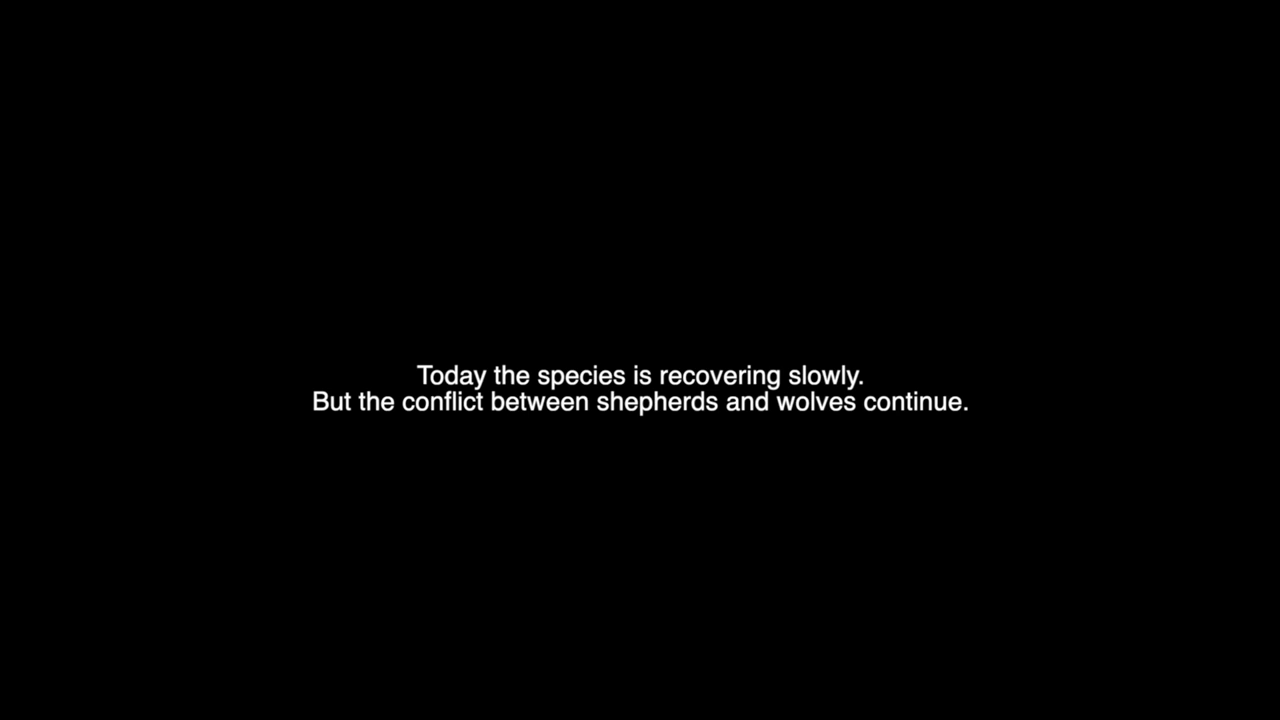 Today the species is recovering slowly.
But the conflict between shepherds and wolves continue.